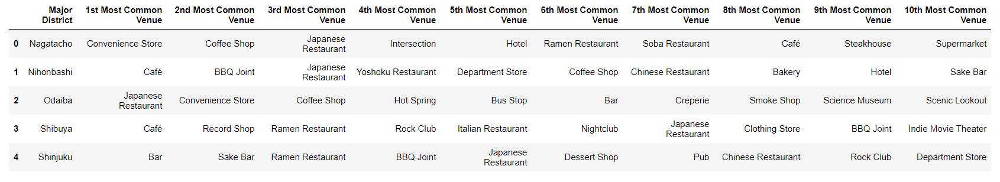 Major District 1st Most Common Venue 2nd Most Common Venue 3rd Most Common Venue 4th Most Common Venue 5th Most Common Venue 6th Most Common Venue 7th Most Common Venue 8th Most Common Venue 9th Most Common Venue 10th Most Common Venue
0 Nagatacho Convenience Store Coffee Shop Japanese Restaurant Intersection Hotel Ramen Restaurant Soba Restaurant Café Steakhouse Supermarket
1 Nihonbashi Café BBQ Joint Japanese Restaurant Yoshoku Restaurant Department Store Coffee Shop Chinese Restaurant Bakery Hotel Sake Bar
2 Odaiba Japanese Restaurant Convenience Store Coffee Shop Hot Spring Bus Stop Bar Creperie Smoke Shop Science Museum Scenic Lookout
3 Shibuya Café Record Shop Ramen Restaurant Rock Club Italian Restaurant Nightclub Japanese Restaurant Clothing Store BBQ Joint Indie Movie Theater
4 Shinjuku Bar Sake Bar Ramen Restaurant BBQ Joint Japanese Restaurant Dessert Shop Pub Chinese Restaurant Rock Club Department Store